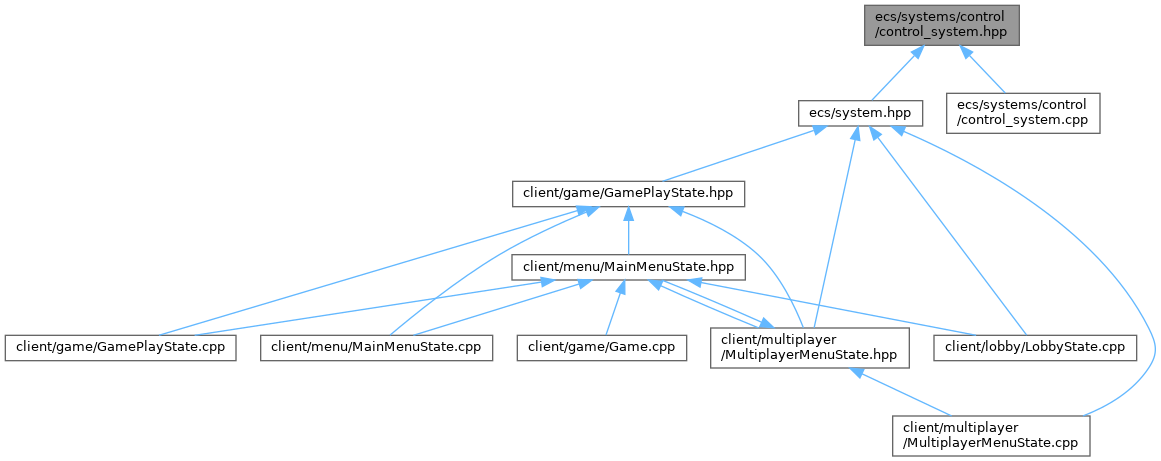 ecs/systems/control
/control_system.hpp
ecs/system.hpp
ecs/systems/control
/control_system.cpp
client/game/GamePlayState.hpp
client/menu/MainMenuState.hpp
client/game/GamePlayState.cpp
client/menu/MainMenuState.cpp
client/game/Game.cpp
client/multiplayer
/MultiplayerMenuState.hpp
client/lobby/LobbyState.cpp
client/multiplayer
/MultiplayerMenuState.cpp